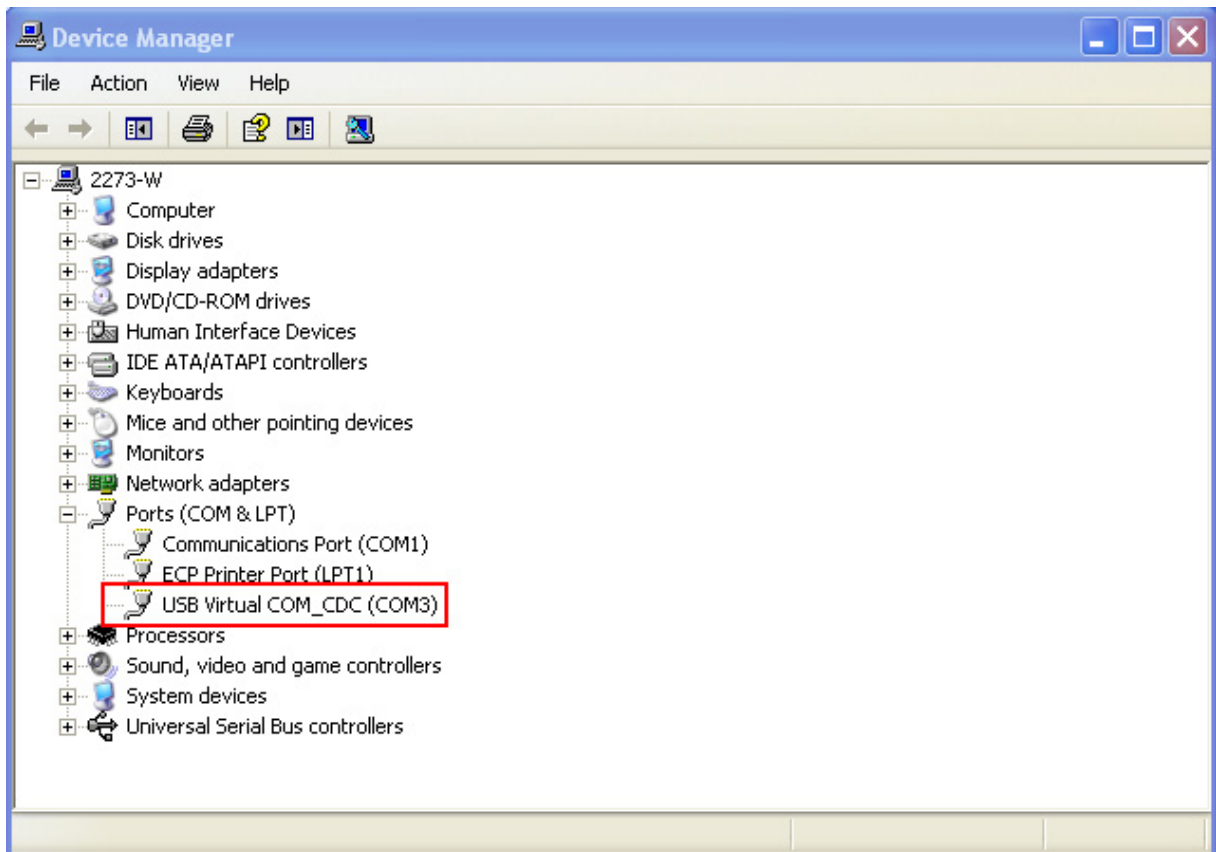 Device Manager
File Action View Help
2273-W
Computer
Disk drives
Display adapters
DVD/CD-ROM drives
Human Interface Devices
IDE ATA/ATAPI controllers
Keyboards
Mice and other pointing devices
Monitors
Network adapters
Ports (COM & LPT)
Communications Port (COM1)
ECP Printer Port (LPT1)
USB Virtual COM_CDC (COM3)
Processors
Sound, video and game controllers
System devices
Universal Serial Bus controllers